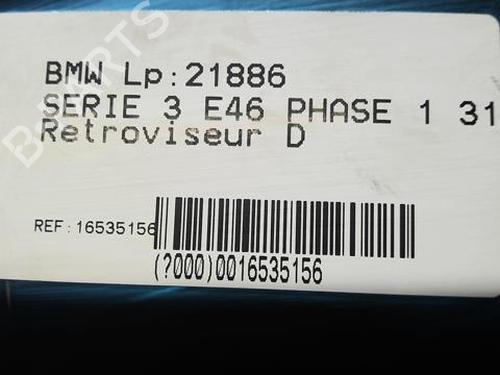 BMW Lp:21886
SERIE 3 E46 PHASE 1 31
Retroviseur D
REF:16535156
(?000)0016535156